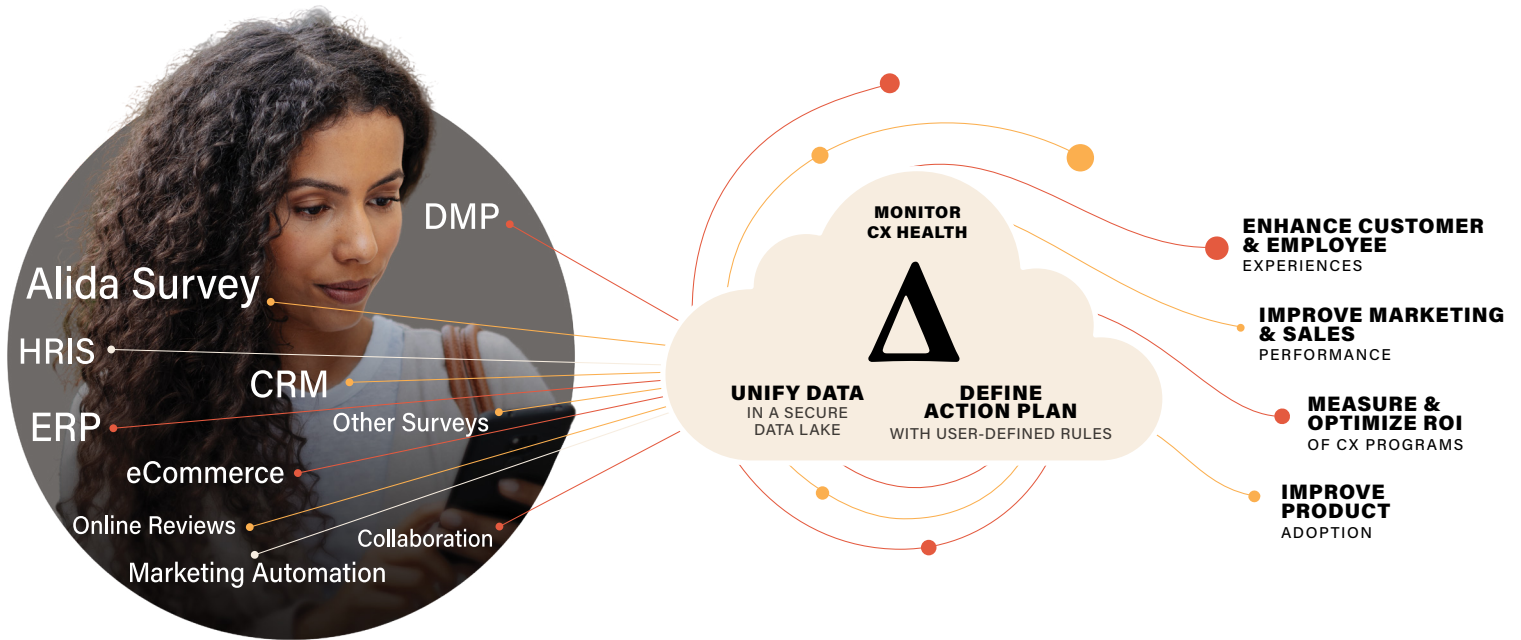 DMP
Alida Survey
HRIS
CRM
ERP
Other Surveys
eCommerce
Online Reviews
Collaboration
Marketing Automation
MONITOR
CX HEALTH
UNIFY DATA
IN A SECURE
DATA LAKE
DEFINE
ACTION PLAN
WITH USER-DEFINED RULES
ENHANCE CUSTOMER
& EMPLOYEE
EXPERIENCES
IMPROVE MARKETING
& SALES
PERFORMANCE
MEASURE &
OPTIMIZE ROI
OF CX PROGRAMS
IMPROVE
PRODUCT
ADOPTION